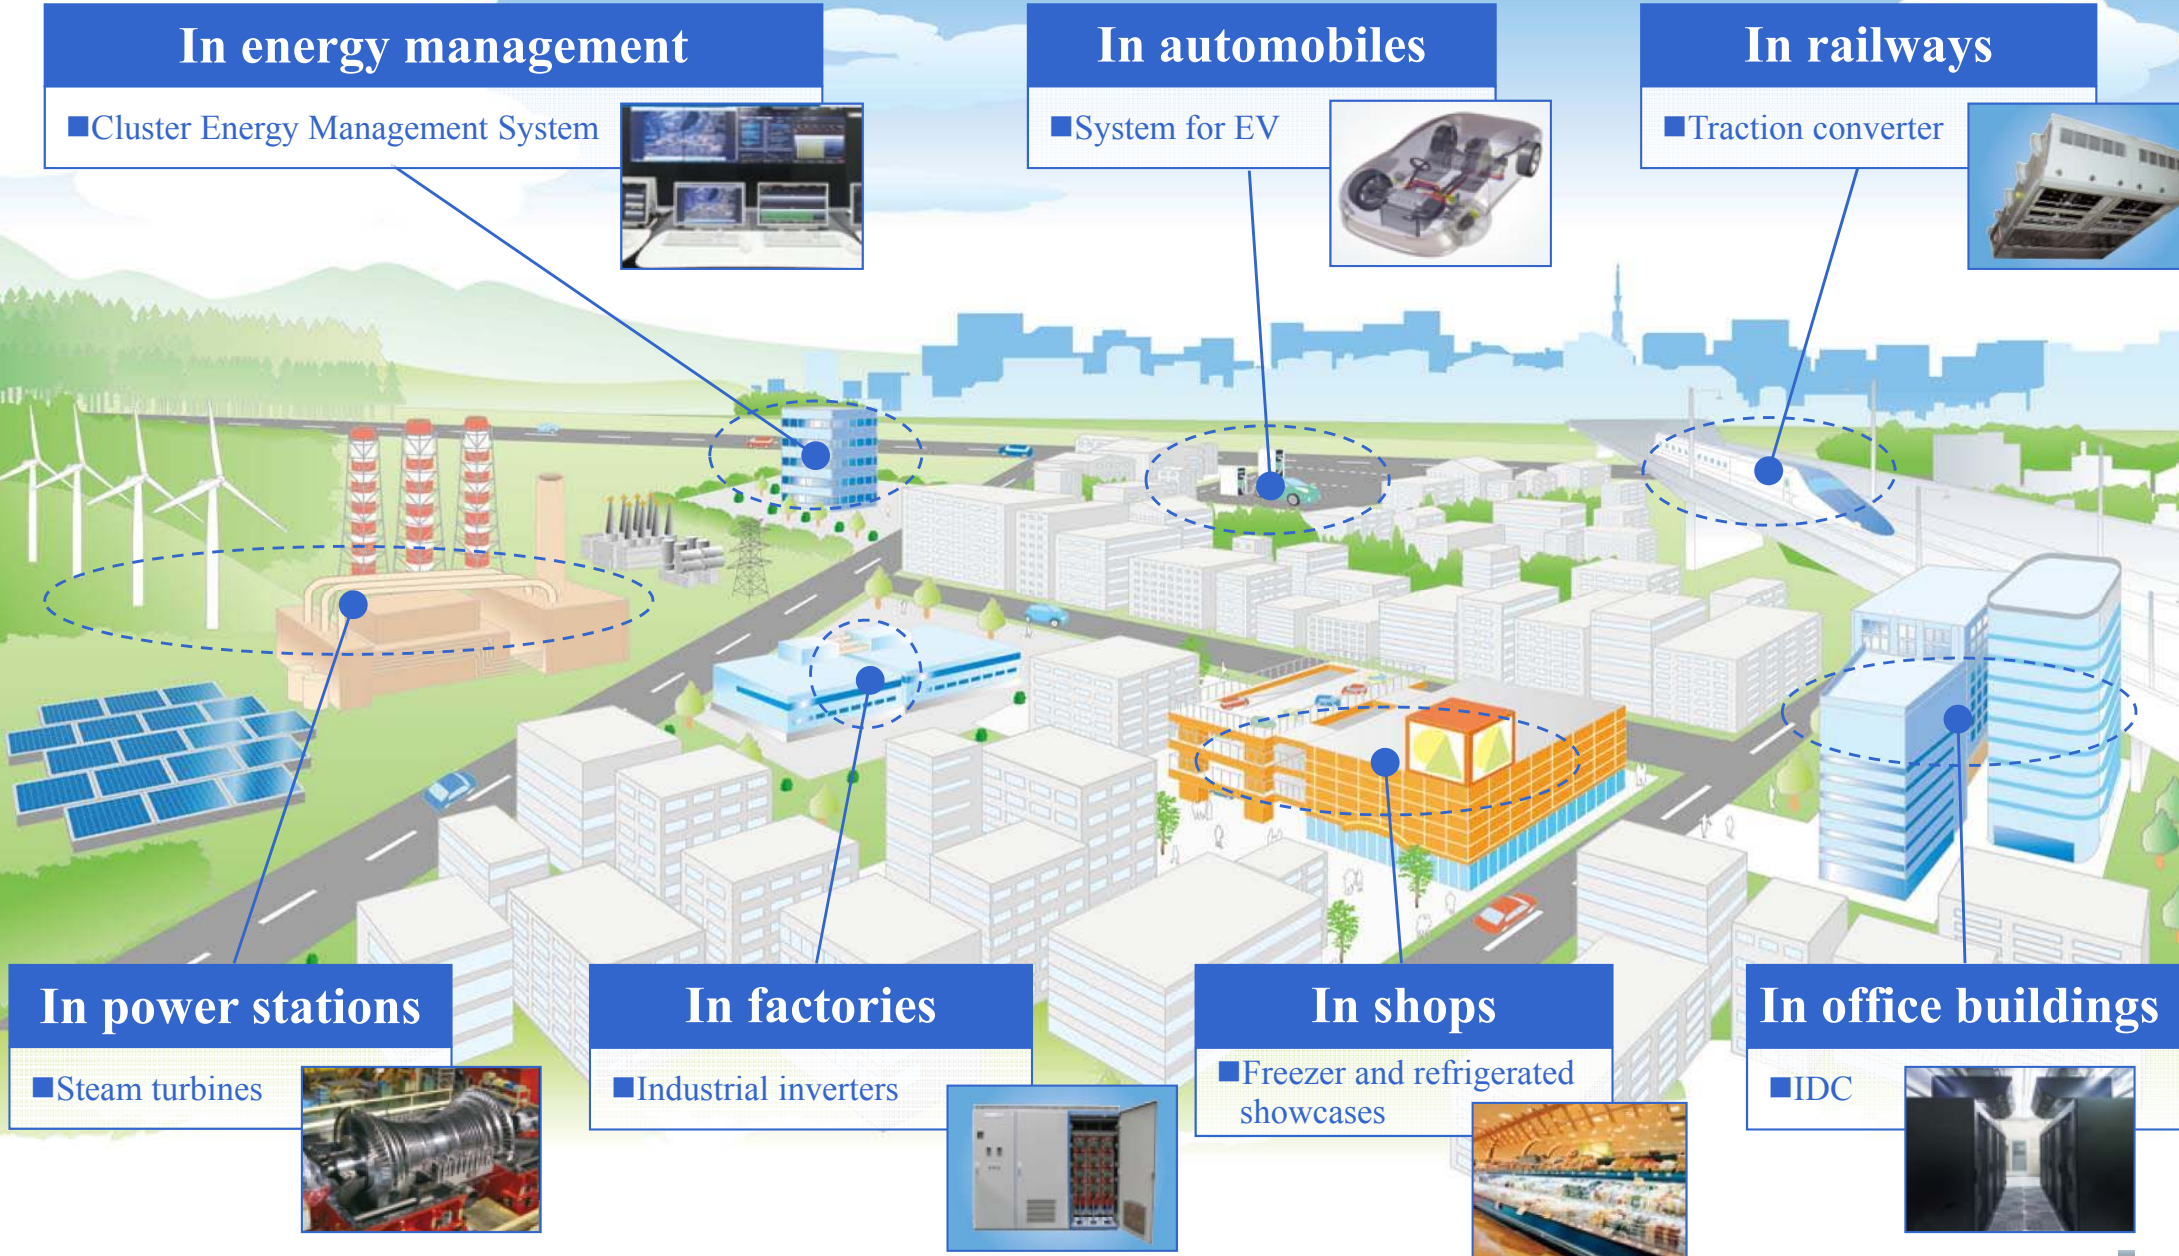 In energy management
■Cluster Energy Management System
In automobiles
■System for EV
In railways
■Traction converter
In power stations
■Steam turbines
In factories
■Industrial inverters
In shops
■Freezer and refrigerated
showcases
In office buildings
■IDC